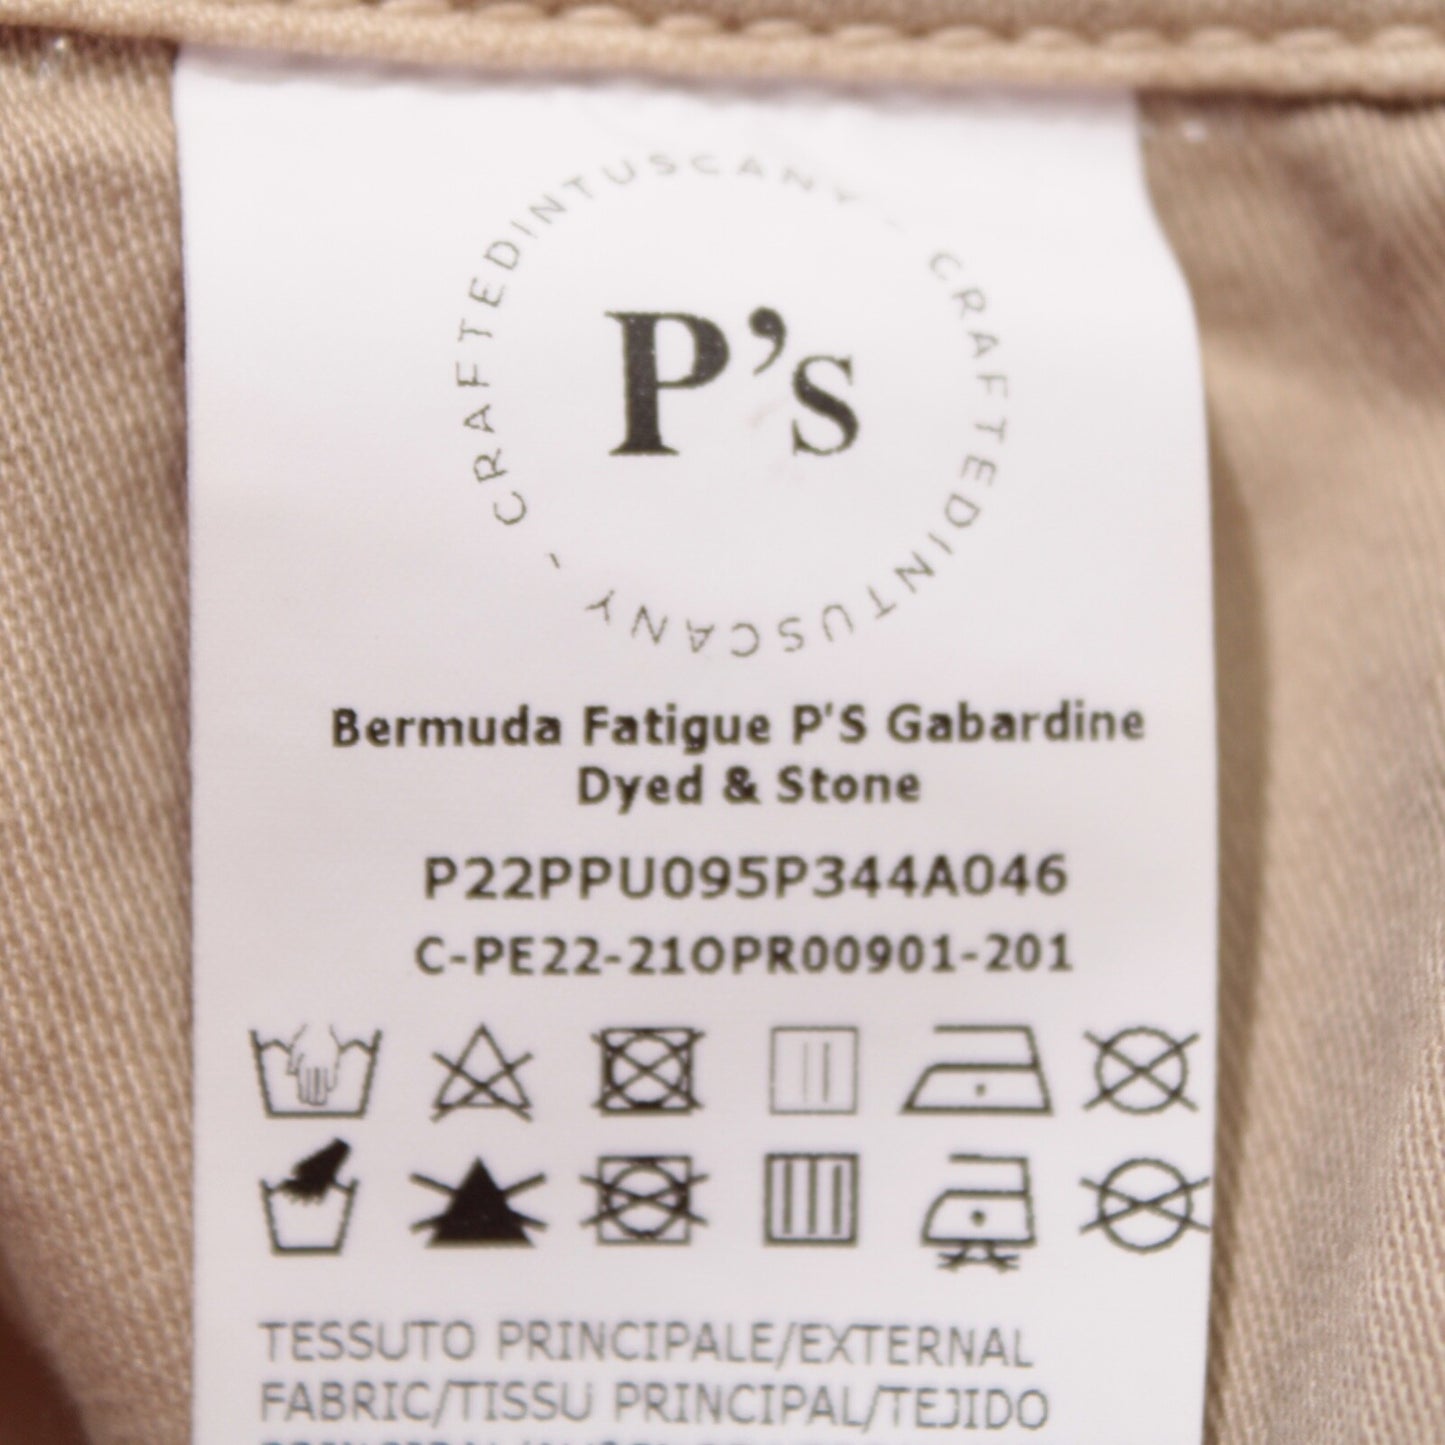 CRAFTEDINTUSCANY - CRAFTEDINTUSCANY -
P's
Bermuda Fatigue P'S Gabardine
Dyed & Stone
P22PPU095P344A046
C-PE22-21OPR00901-201
TESSUTO PRINCIPALE/EXTERNAL
FABRIC/TISSU PRINCIPAL/TEJIDO